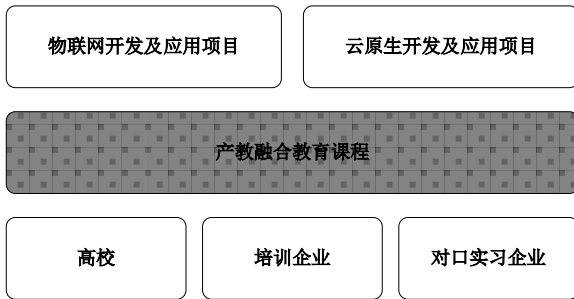 物联网开发及应用项目
云原生开发及应用项目
产教融合教育课程
高校
培训企业
对口实习企业